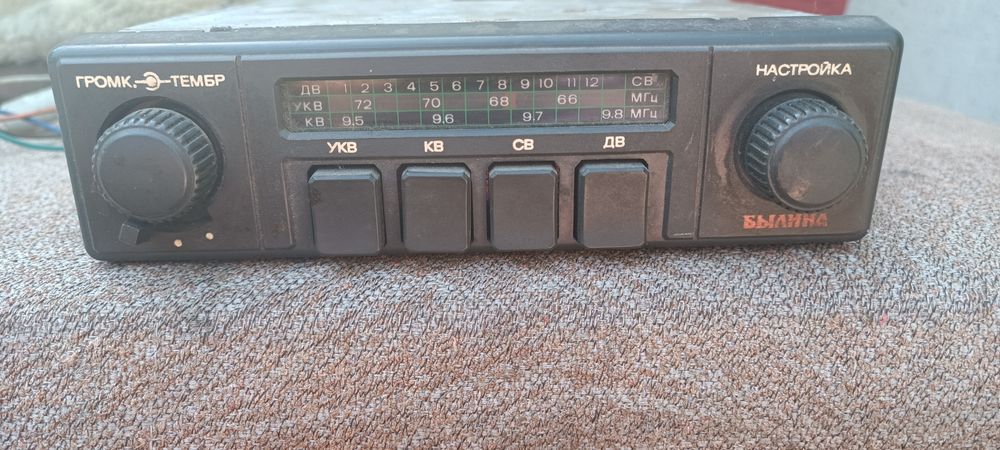 ГРОМК. ТЕМБР
НАСТРОЙКА
ДВ 1 2 3 4 5 6 7 8 9 10 11 12 СВ
УКВ 72 70 68 66 МГц
КВ 9.5 9.6 9.7 9.8 МГц
УКВ КВ СВ ДВ
БЫЛИНА